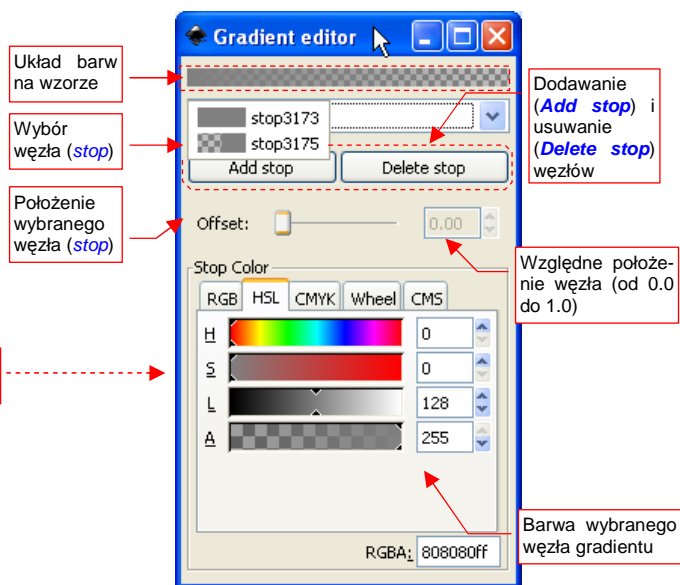 Gradient editor
Układ barw
na wzorze
Dodawanie
(Add stop) i
usuwanie
(Delete stop)
węzłów
Wybór
węzła (stop)
stop3173
stop3175
Add stop
Delete stop
Położenie
wybranego
węzła (stop)
Offset:
0.00
Względne położe-
nie węzła (od 0.0
do 1.0)
Stop Color
RGB HSL CMYK Wheel CMS
H 0
S 0
L 128
A 255
Barwa wybranego
węzła gradientu
RGBA: 808080ff